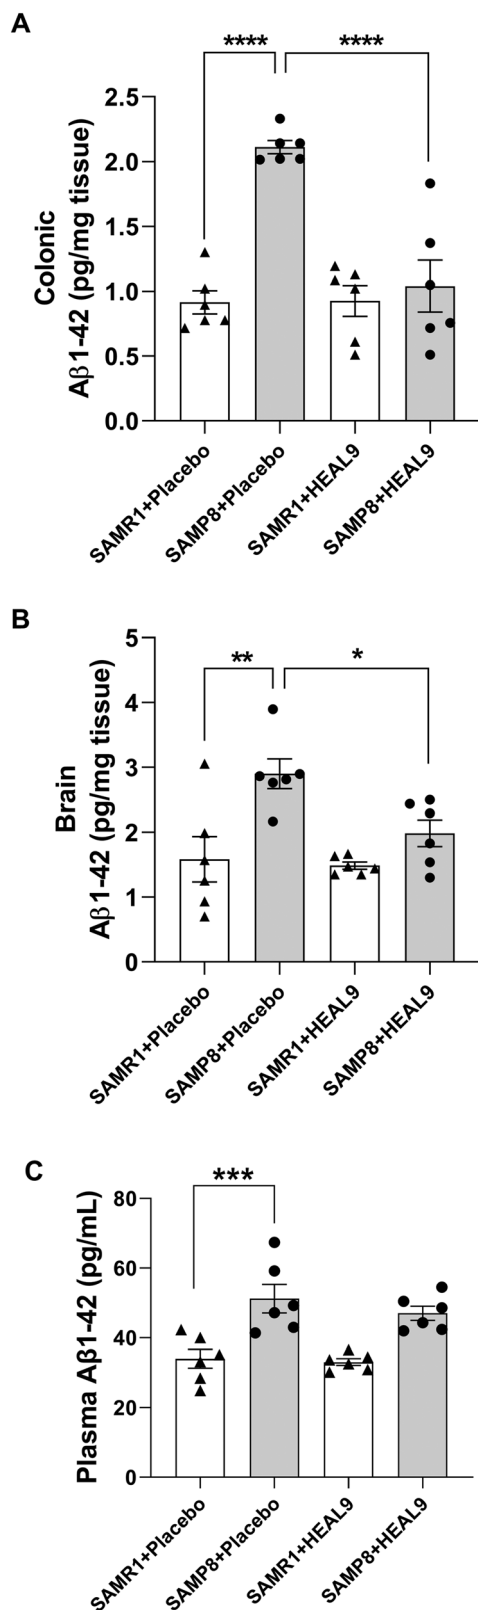 A
**** ****
Colonic
Aβ1-42 (pg/mg tissue)
2.5
2.0
1.5
1.0
0.5
0.0
SAMR1+Placebo
SAMP8+Placebo
SAMR1+HEAL9
SAMP8+HEAL9
B
** *
Brain
Aβ1-42 (pg/mg tissue)
5
4
3
2
1
0
SAMR1+Placebo
SAMP8+Placebo
SAMR1+HEAL9
SAMP8+HEAL9
C
***
Plasma Aβ1-42 (pg/mL)
80
60
40
20
0
SAMR1+Placebo
SAMP8+Placebo
SAMR1+HEAL9
SAMP8+HEAL9